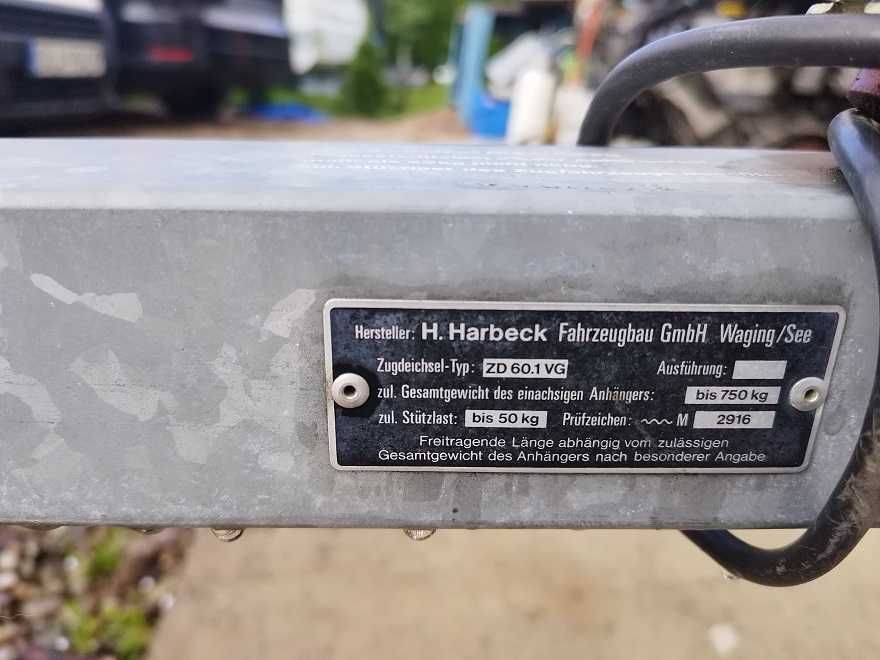 Hersteller: H. Harbeck Fahrzeugbau GmbH Waging/See
Zugdeichsel-Typ: ZD 60.1 VG Ausführung:
zul. Gesamtgewicht des einachsigen Anhängers: bis 750 kg
zul. Stützlast: bis 50 kg Prüfzeichen: M 2916
Freitragende Länge abhängig vom zulässigen
Gesamtgewicht des Anhängers nach besonderer Angabe